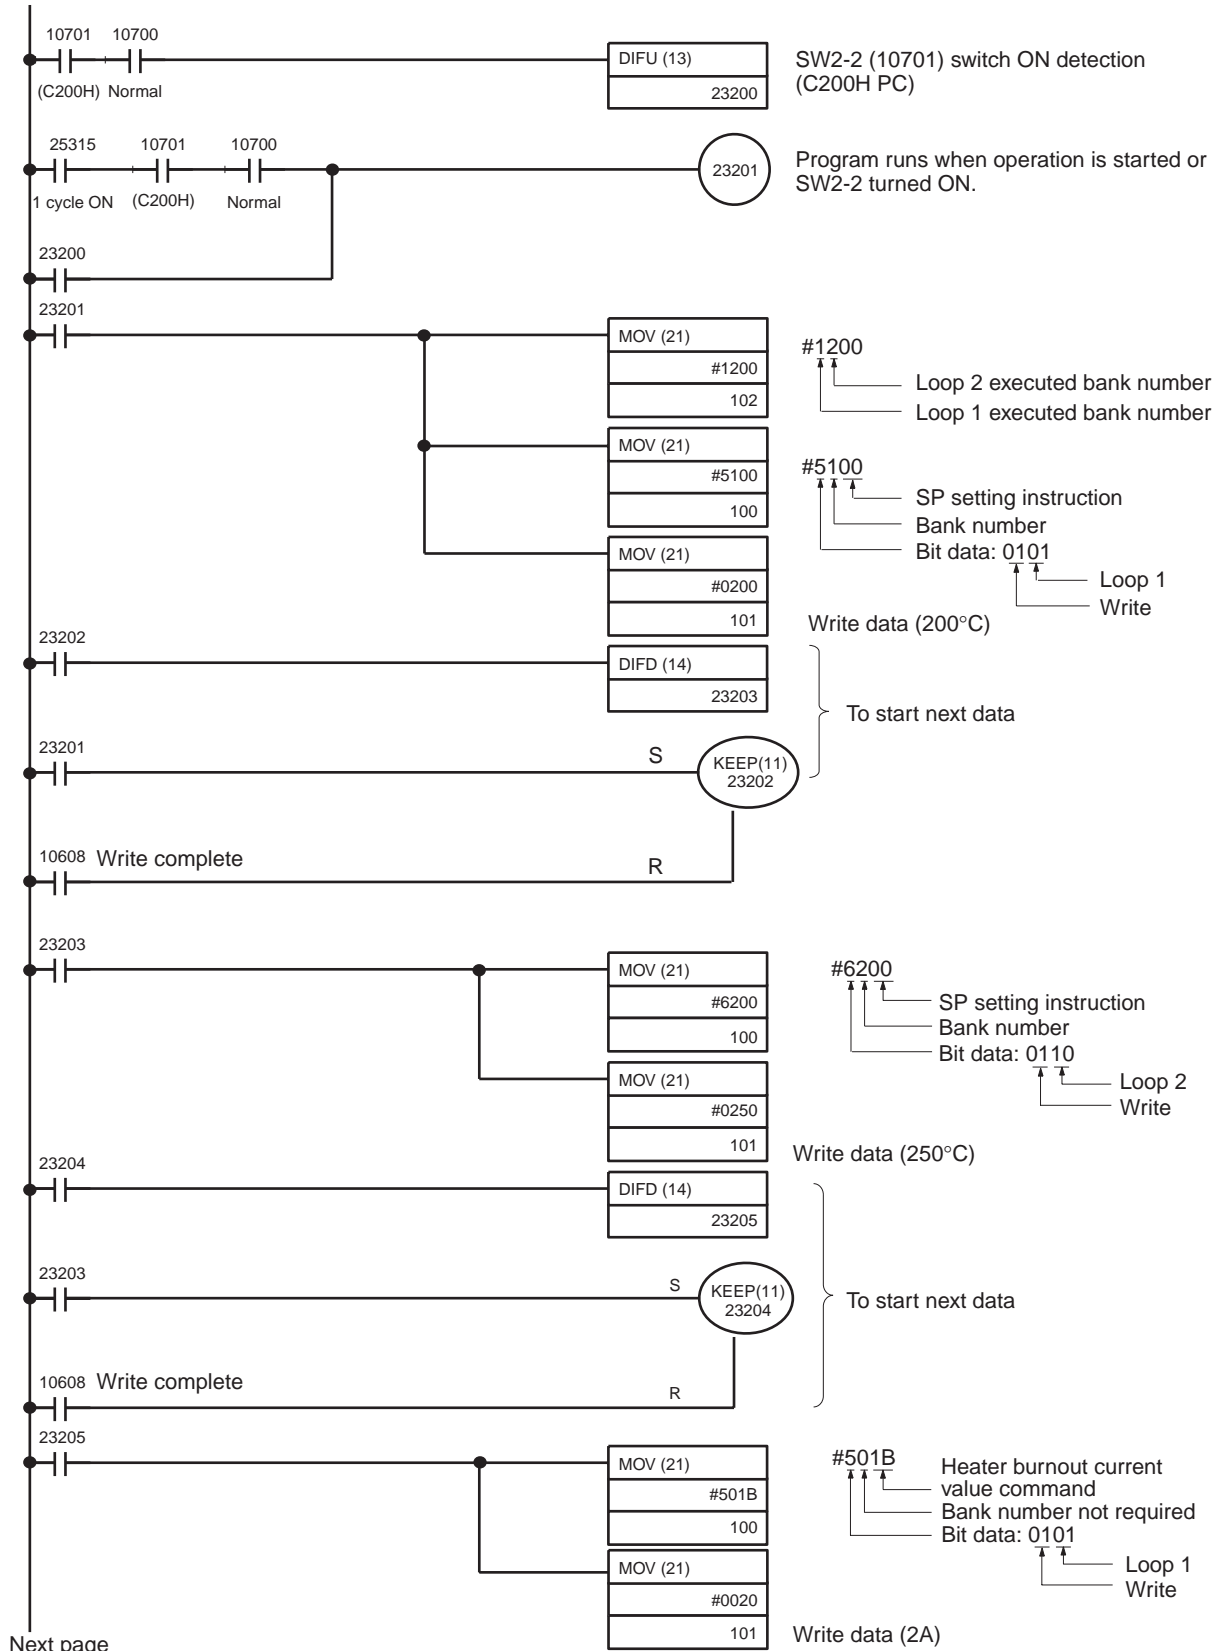 10701 10700
(C200H) Normal
DIFU (13)
23200
SW2-2 (10701) switch ON detection
(C200H PC)
25315 10701 10700
1 cycle ON (C200H) Normal
23201
Program runs when operation is started or
SW2-2 turned ON.
23200
23201
MOV (21)
#1200
102
#1200
Loop 2 executed bank number
Loop 1 executed bank number
MOV (21)
#5100
100
#5100
SP setting instruction
Bank number
Bit data: 0101
Loop 1
Write
MOV (21)
#0200
101
Write data (200°C)
23202
DIFD (14)
23203
To start next data
23201
S
KEEP(11)
23202
10608 Write complete
R
23203
MOV (21)
#6200
100
#6200
SP setting instruction
Bank number
Bit data: 0110
Loop 2
Write
MOV (21)
#0250
101
Write data (250°C)
23204
DIFD (14)
23205
23203
S
KEEP(11)
23204
To start next data
10608 Write complete
R
23205
MOV (21)
#501B
100
#501B
Heater burnout current
value command
Bank number not required
Bit data: 0101
Loop 1
Write
MOV (21)
#0020
101
Write data (2A)
Next page